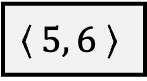 ⟨ 5, 6 ⟩